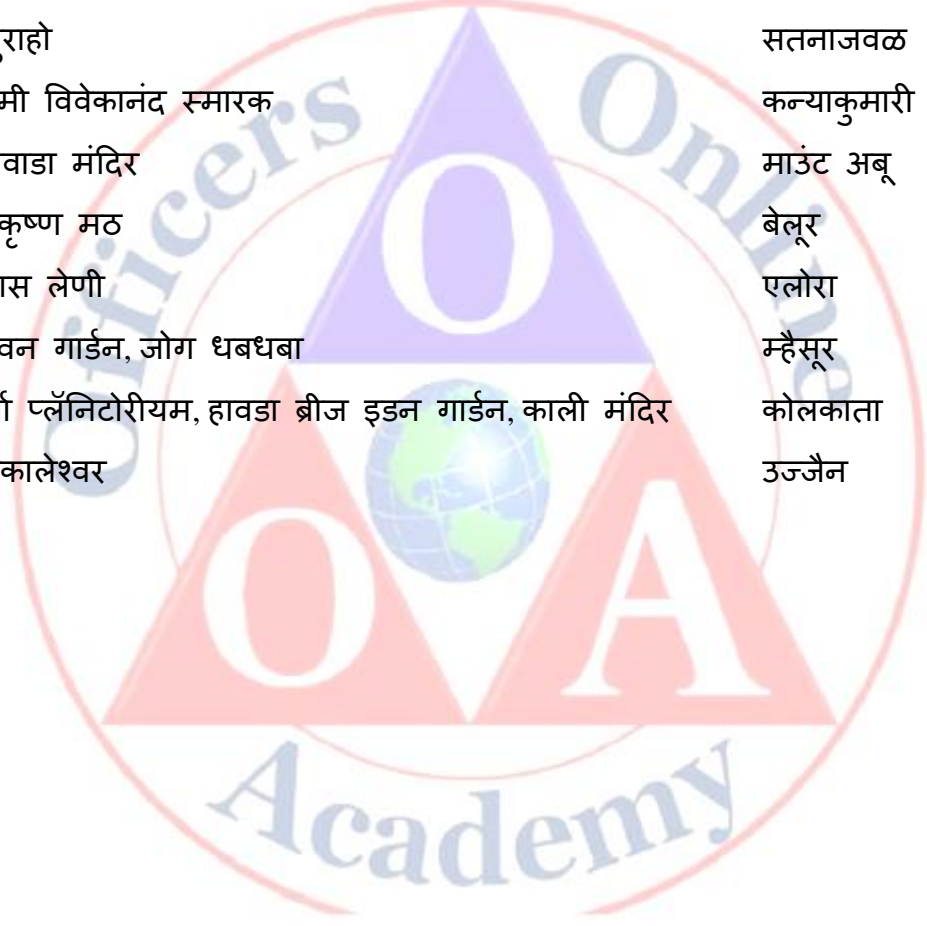 ुराहो सतनाजवळ
मी विवेकानंद स्मारक कन्याकुमारी
वाडा मंदिर माउंट अबू
कृष्ण मठ बेलूर
ास लेणी एलोरा
वन गार्डन, जोग धबधबा म्हैसूर
र्ला प्लॅनिटोरीयम, हावडा ब्रीज इडन गार्डन, काली मंदिर कोलकाता
कालेश्वर उज्जैन
Officers Online
O
O A
Academy